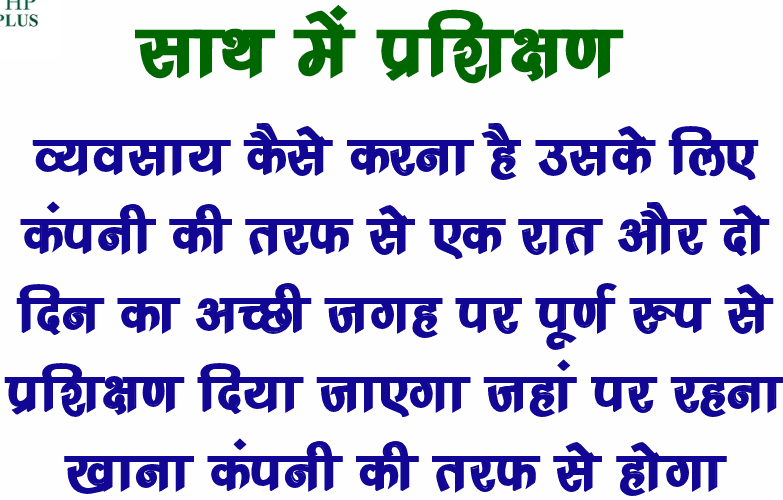 HP
PLUS
साथ में प्रशिक्षण
व्यवसाय कैसे करना है उसके लिए
कंपनी की तरफ से एक रात और दो
दिन का अच्छी जगह पर पूर्ण रूप से
प्रशिक्षण दिया जाएगा जहां पर रहना
खाना कंपनी की तरफ से होगा